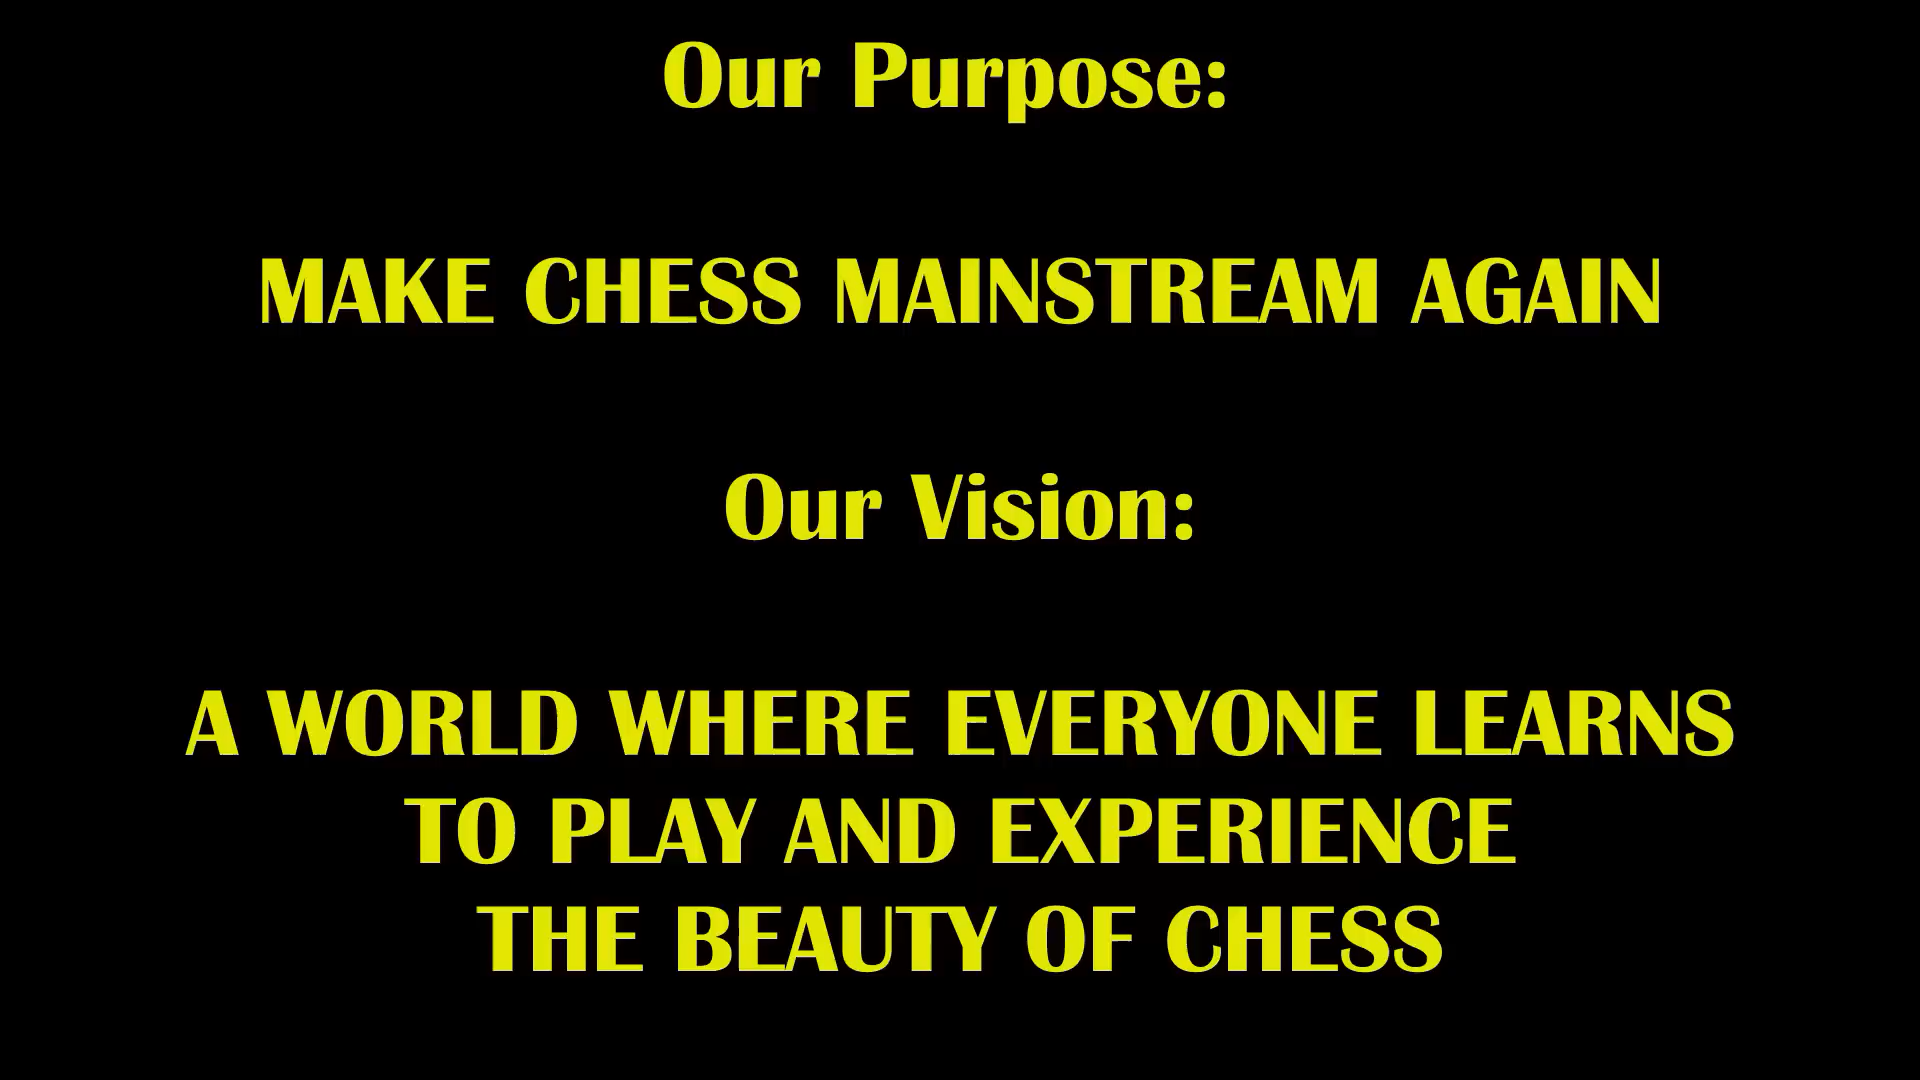 Our Purpose:
MAKE CHESS MAINSTREAM AGAIN
Our Vision:
A WORLD WHERE EVERYONE LEARNS
TO PLAY AND EXPERIENCE
THE BEAUTY OF CHESS